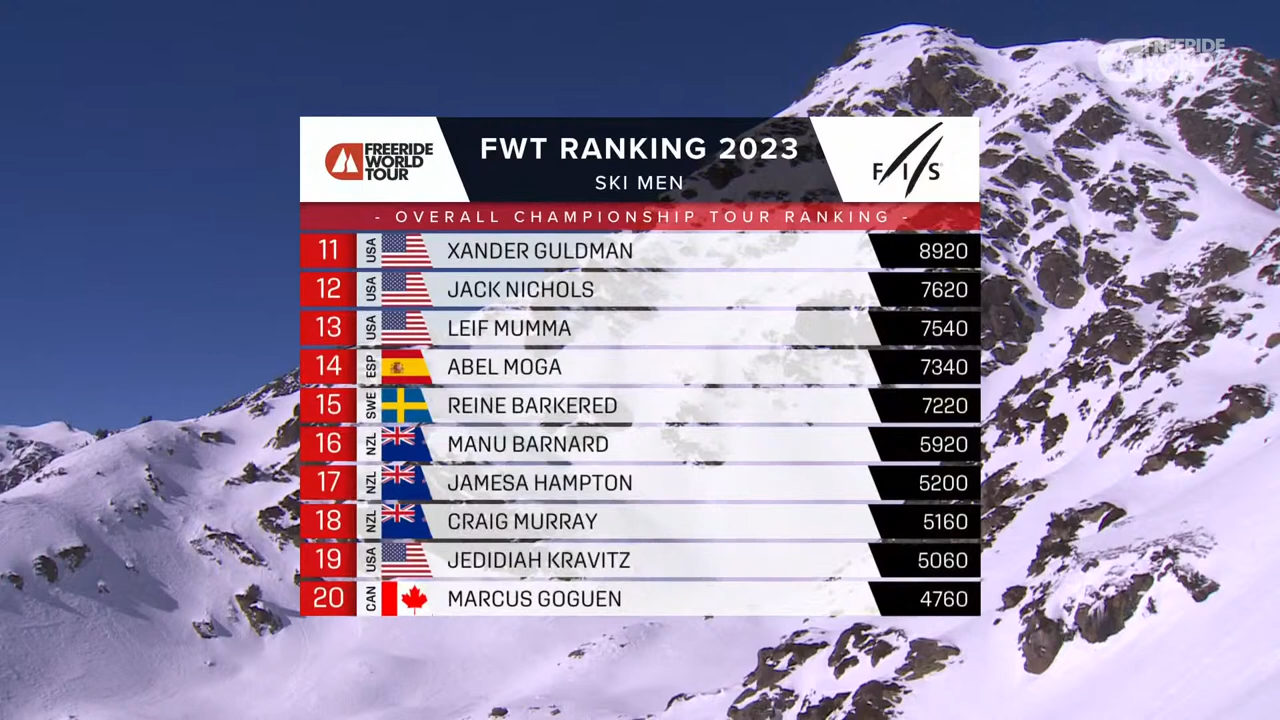 FREERIDE
WORLD
TOUR
FREERIDE
WORLD
TOUR
FWT RANKING 2023
SKI MEN
FIS
- OVERALL CHAMPIONSHIP TOUR RANKING -
11 USA XANDER GULDMAN 8920
12 USA JACK NICHOLS 7620
13 USA LEIF MUMMA 7540
14 ESP ABEL MOGA 7340
15 SWE REINE BARKERED 7220
16 NZL MANU BARNARD 5920
17 NZL JAMESA HAMPTON 5200
18 NZL CRAIG MURRAY 5160
19 USA JEDIDIAH KRAVITZ 5060
20 CAN MARCUS GOGUEN 4760